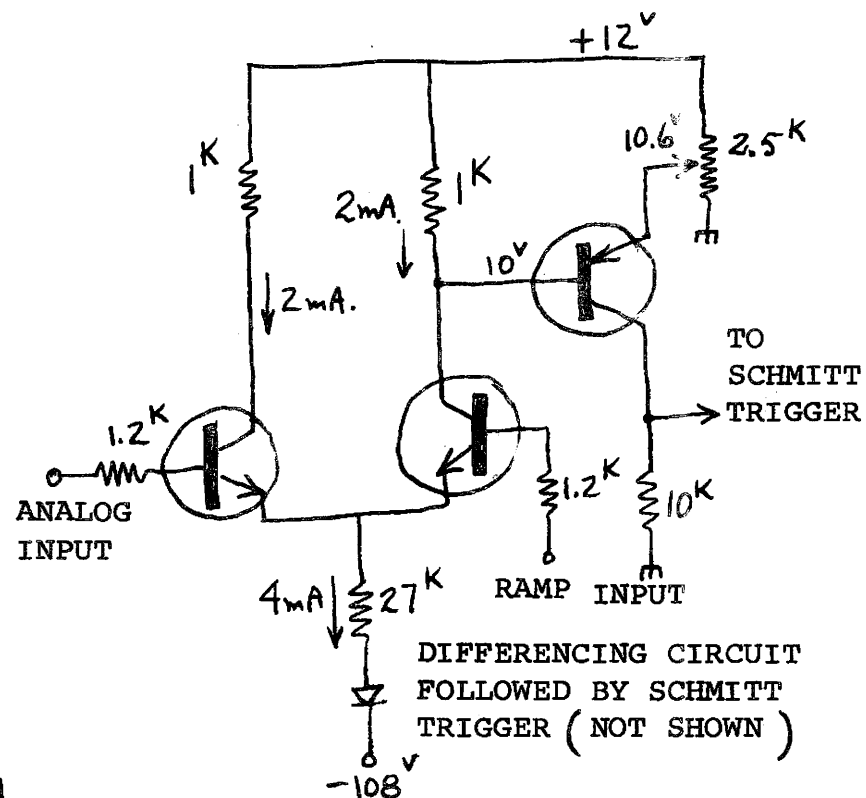 +12v
1K
2mA.
1K
10.6v
2.5K
10v
2mA.
TO
SCHMITT
TRIGGER
1.2K
ANALOG
INPUT
1.2K
10K
RAMP INPUT
4mA
27K
DIFFERENCING CIRCUIT
FOLLOWED BY SCHMITT
TRIGGER (NOT SHOWN)
-108v